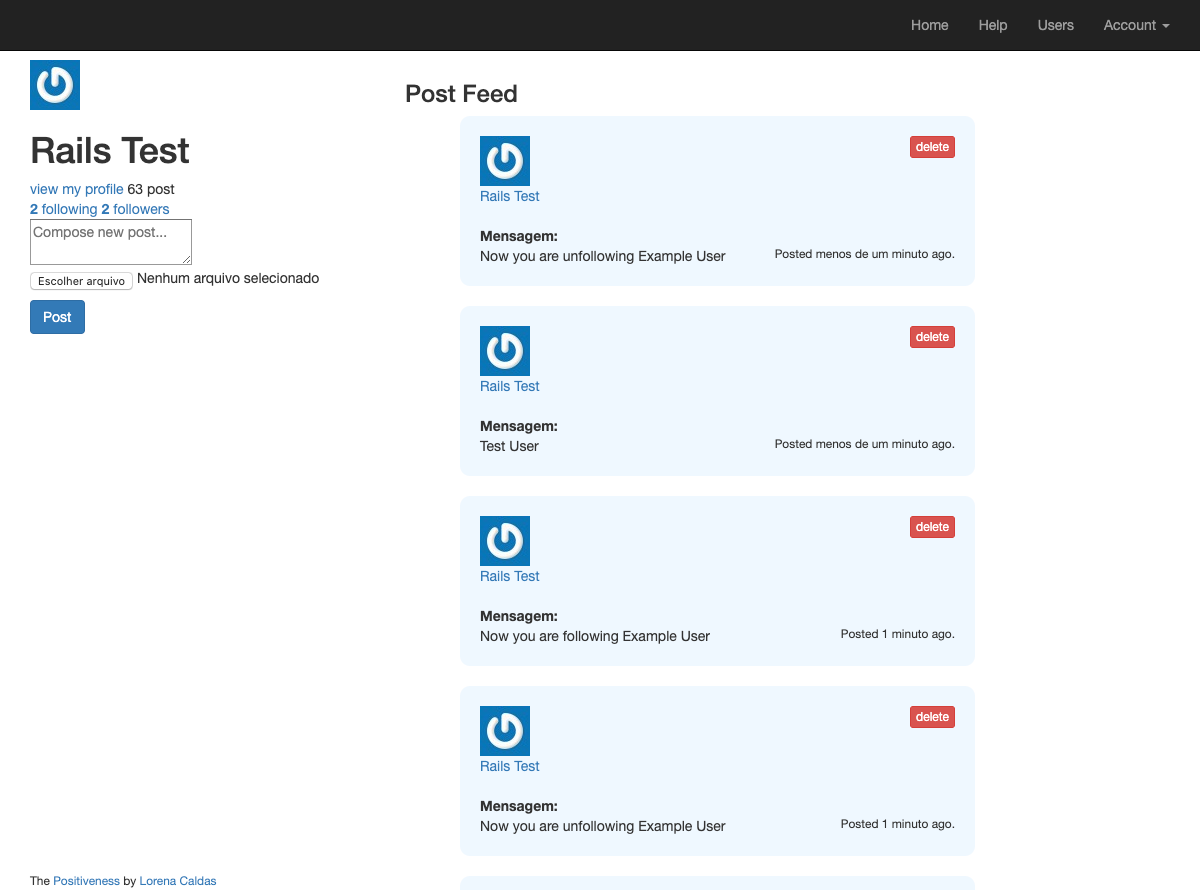 Home Help Users Account
Rails Test
view my profile 63 post
2 following 2 followers
Compose new post...
Escolher arquivo Nenhum arquivo selecionado
Post
Post Feed
delete
Rails Test
Mensagem:
Now you are unfollowing Example User
Posted menos de um minuto ago.
delete
Rails Test
Mensagem:
Test User
Posted menos de um minuto ago.
delete
Rails Test
Mensagem:
Now you are following Example User
Posted 1 minuto ago.
delete
Rails Test
Mensagem:
Now you are unfollowing Example User
Posted 1 minuto ago.
The Positiveness by Lorena Caldas